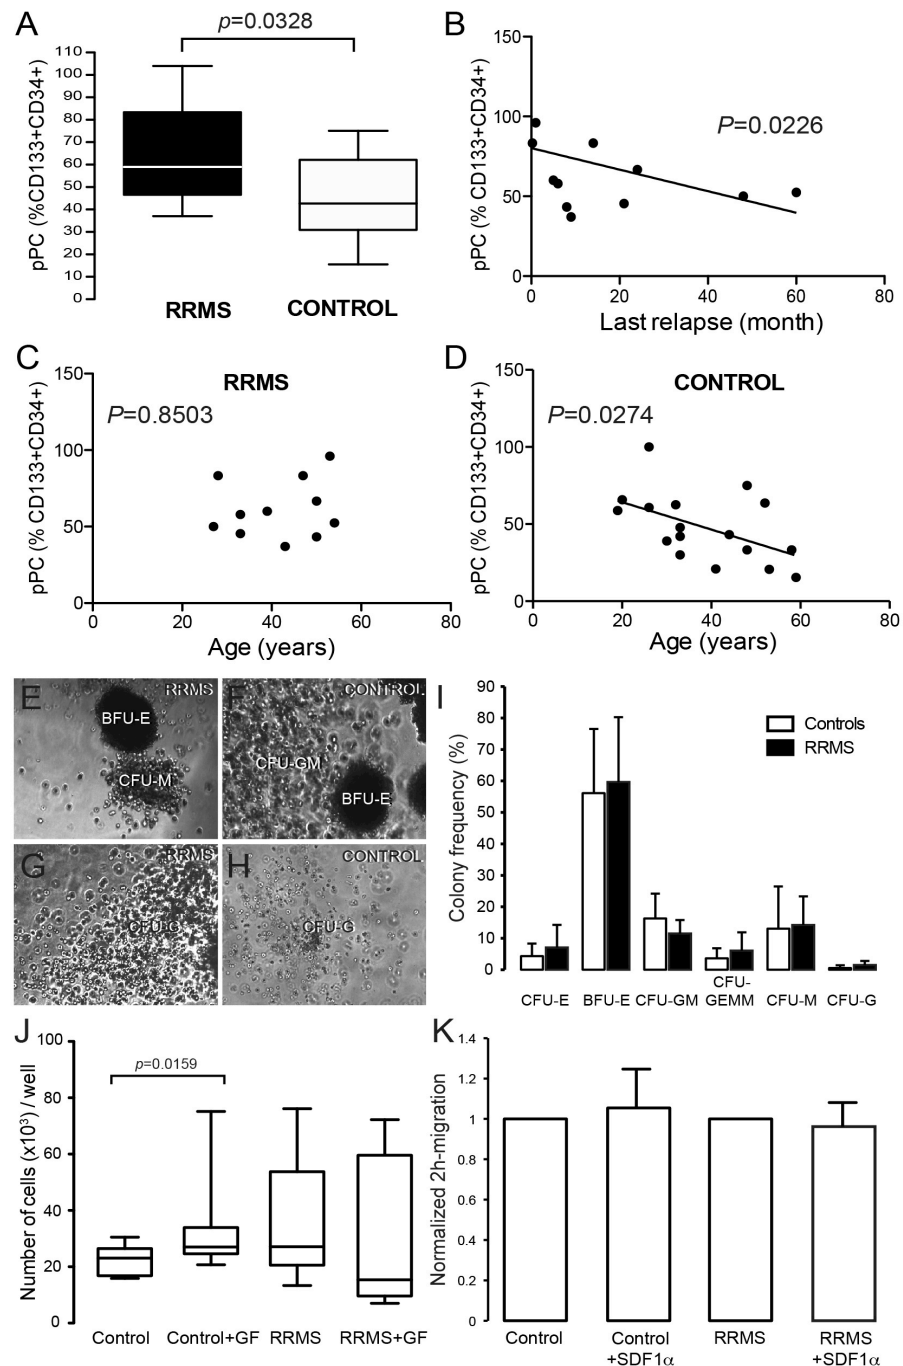 A
p=0.0328
pPC (%CD133+CD34+)
110
100
90
80
70
60
50
40
30
20
10
0
RRMS
CONTROL
B
pPC (% CD133+CD34+)
150
100
50
0
P=0.0226
0
20
40
60
80
Last relapse (month)
C
RRMS
P=0.8503
pPC (% CD133+CD34+)
150
100
50
0
0
20
40
60
80
Age (years)
D
CONTROL
P=0.0274
pPC (% CD133+CD34+)
150
100
50
0
0
20
40
60
80
Age (years)
E
RRMS
BFU-E
CFU-M
F
CONTROL
CFU-GM
BFU-E
G
RRMS
CFU-G
H
CONTROL
CFU-G
I
Colony frequency (%)
90
80
70
60
50
40
30
20
10
0
Controls
RRMS
CFU-E
BFU-E
CFU-GM
CFU-
GEMM
CFU-M
CFU-G
J
Number of cells (x10³) / well
100
80
60
40
20
0
p=0.0159
Control
Control+GF
RRMS
RRMS+GF
K
Normalized 2h-migration
1.4
1.2
1
0.8
0.6
0.4
0.2
0
Control
Control
+SDF1α
RRMS
RRMS
+SDF1α